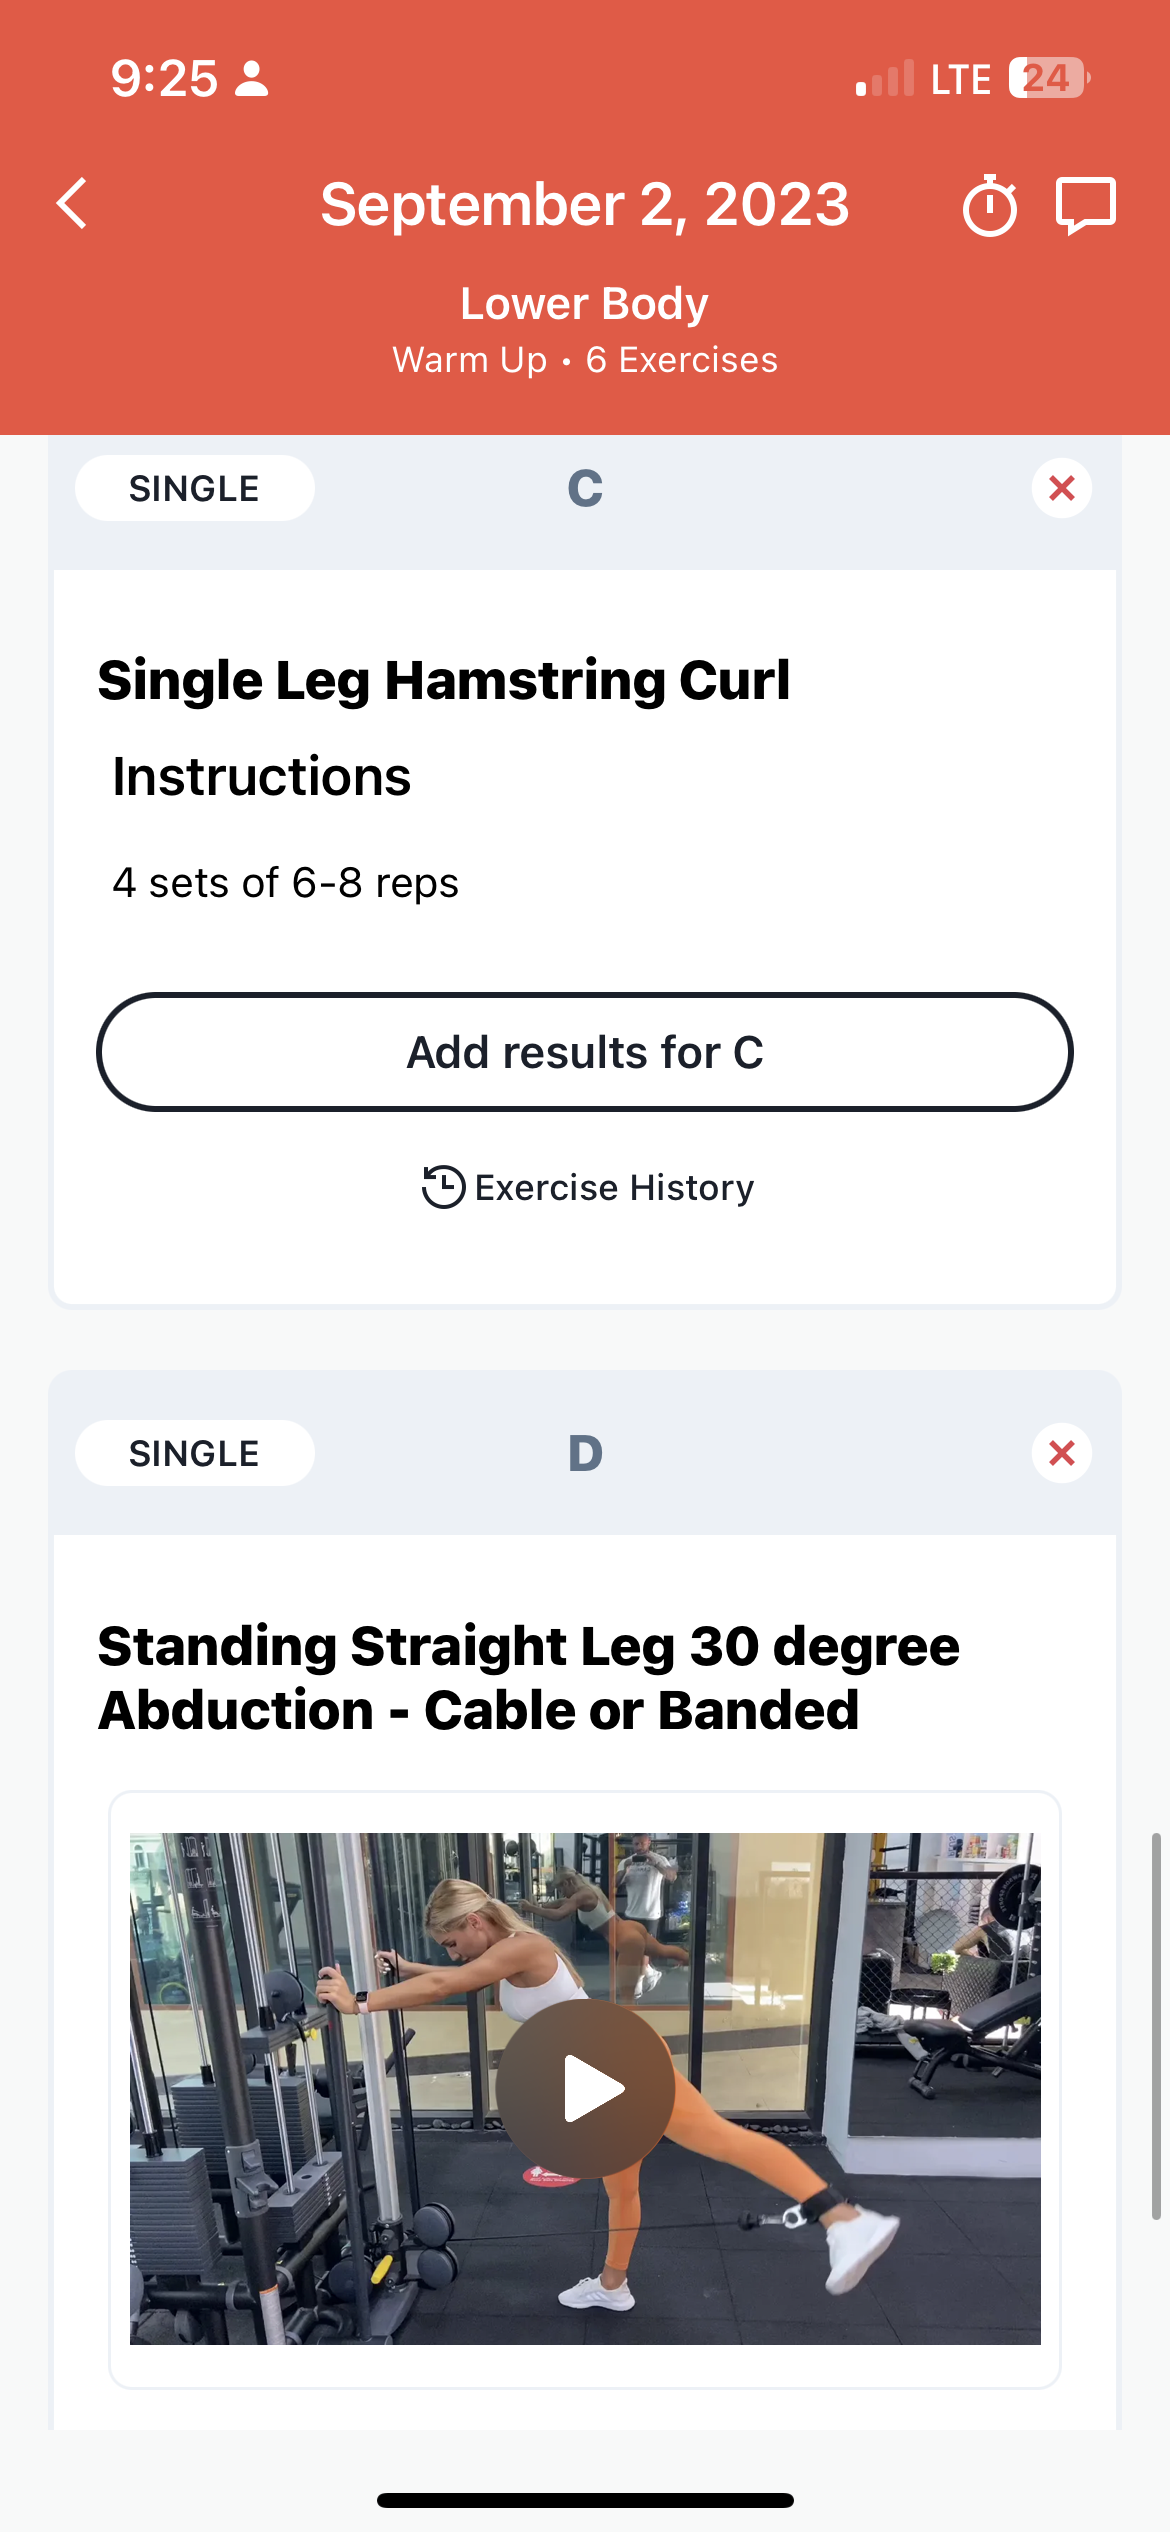 9:25
LTE
24
September 2, 2023
Lower Body
Warm Up • 6 Exercises
SINGLE
C
Single Leg Hamstring Curl
Instructions
4 sets of 6-8 reps
Add results for C
Exercise History
SINGLE
D
Standing Straight Leg 30 degree
Abduction - Cable or Banded